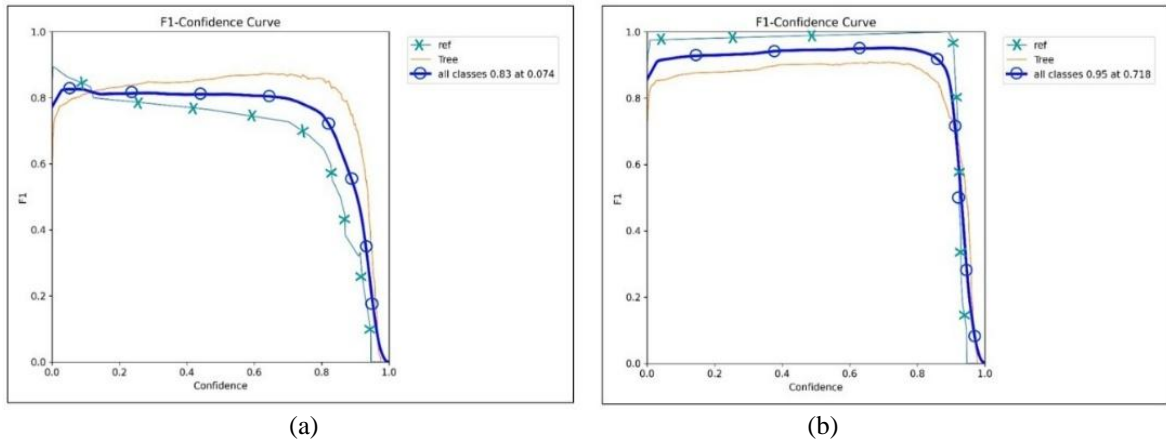 F1-Confidence Curve
1.0
0.8
0.6
0.4
0.2
0.0
F1
0.0 0.2 0.4 0.6 0.8 1.0
Confidence
ref
Tree
all classes 0.83 at 0.074
(a)
F1-Confidence Curve
1.0
0.8
0.6
0.4
0.2
0.0
F1
0.0 0.2 0.4 0.6 0.8 1.0
Confidence
ref
Tree
all classes 0.95 at 0.718
(b)